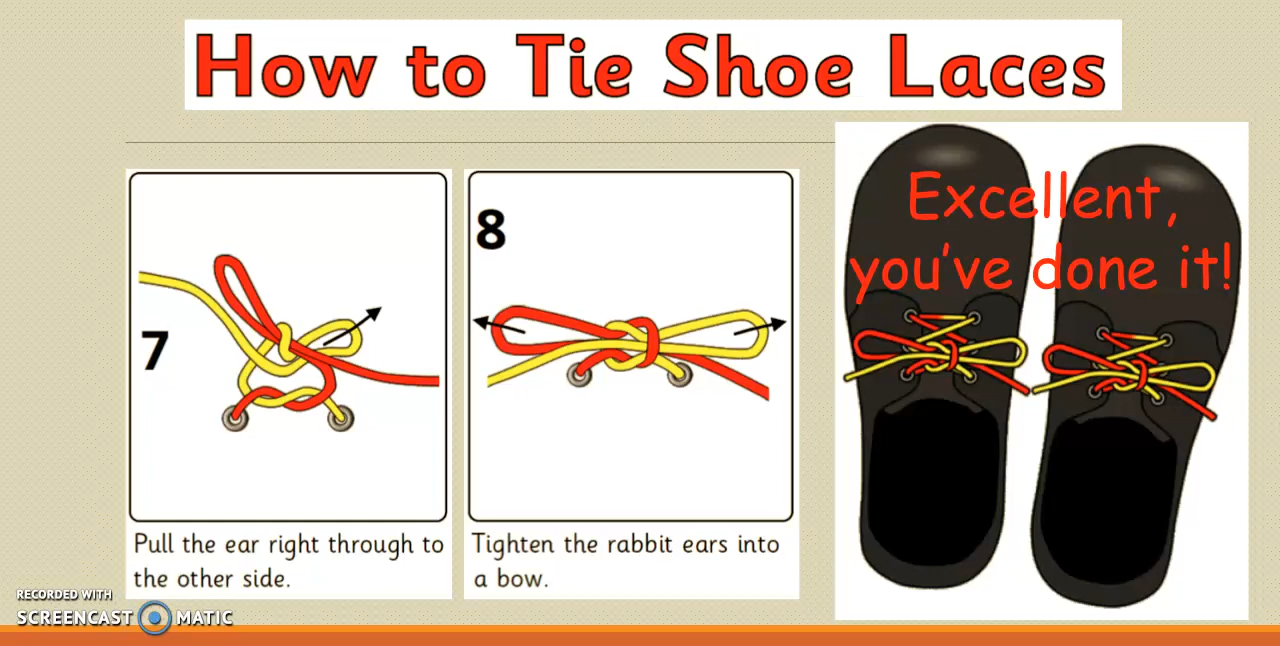 How to Tie Shoe Laces
7
Pull the ear right through to
the other side.
8
Tighten the rabbit ears into
a bow.
Excellent,
you've done it!
RECORDED WITH
SCREENCAST MATIC